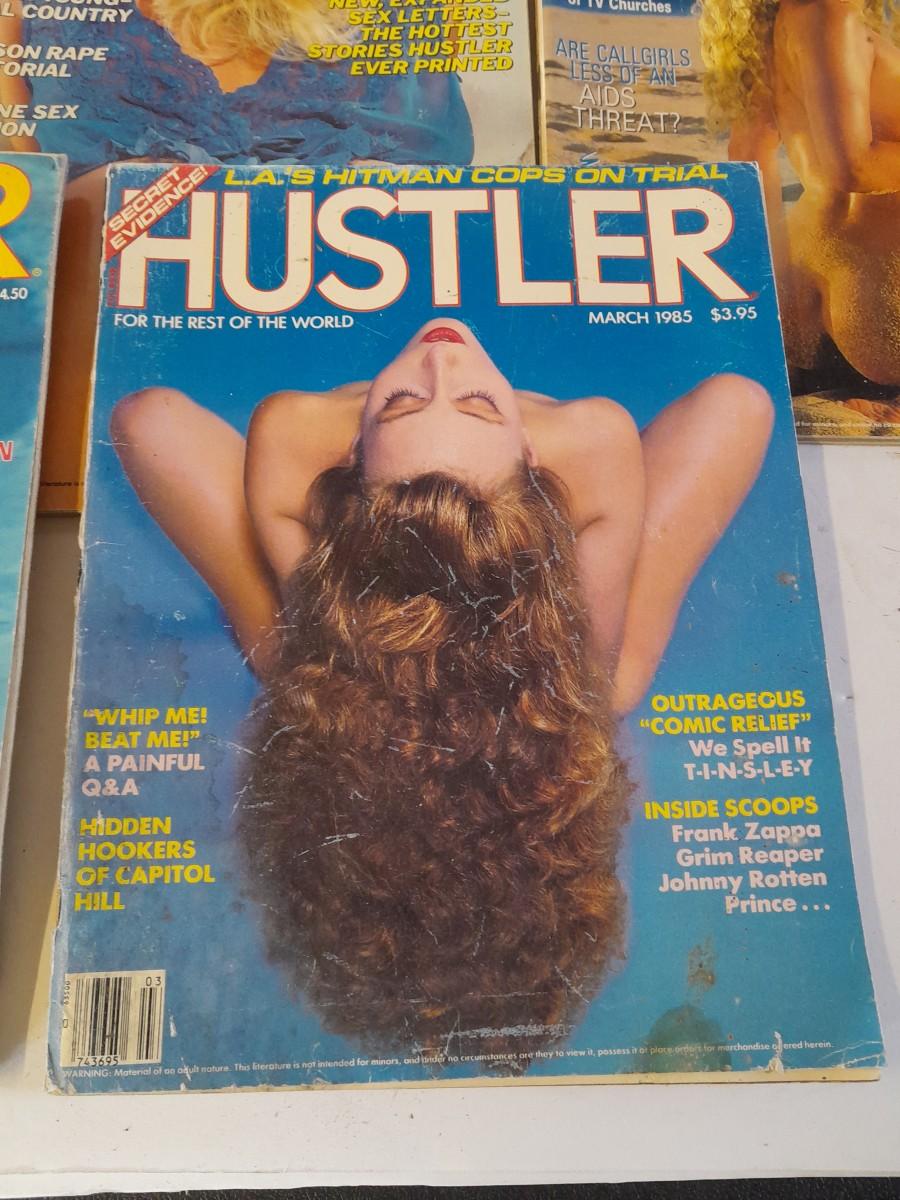 L COUNTRY
SON RAPE
TORIAL
NE SEX
ON
NEW, EXPANDED
SEX LETTERS–
THE HOTTEST
STORIES HUSTLER
EVER PRINTED
of TV Churches
ARE CALLGIRLS
LESS OF AN
AIDS
THREAT?
R
4.50
SECRET
EVIDENCE!
L.A.'S HITMAN COPS ON TRIAL
HUSTLER
FOR THE REST OF THE WORLD
MARCH 1985 $3.95
"WHIP ME!
BEAT ME!"
A PAINFUL
Q&A
HIDDEN
HOOKERS
OF CAPITOL
HILL
OUTRAGEOUS
"COMIC RELIEF"
We Spell It
T-I-N-S-L-E-Y
INSIDE SCOOPS
Frank Zappa
Grim Reaper
Johnny Rotten
Prince...
03
743695
WARNING: Material of an adult nature. This literature is not intended for minors, and under no circumstances are they to view it, possess it or place orders for merchandise offered herein.